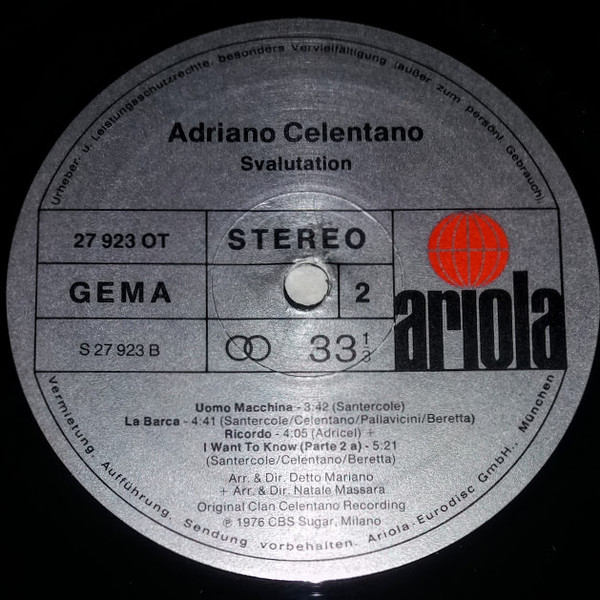 Urheber- u. Leistungsschutzrechte, besonders Vervielfältigung (außer zum persönl. Gebrauch),
Adriano Celentano
Svalutation
27 923 OT
STEREO
GEMA
2
ariola
S 27 923 B
33 1/3
Uomo Macchina - 3:42 (Santercole)
La Barca - 4:41 (Santercole/Celentano/Pallavicini/Beretta)
Ricordo - 4:05 (Adricel) +
I Want To Know (Parte 2 a) - 5:21
(Santercole/Celentano/Beretta)
Arr. & Dir. Detto Mariano
+ Arr. & Dir. Natale Massara
Original Clan Celentano Recording
℗ 1976 CBS Sugar, Milano
Vermietung, Aufführung, Sendung vorbehalten. Ariola-Eurodisc GmbH., München